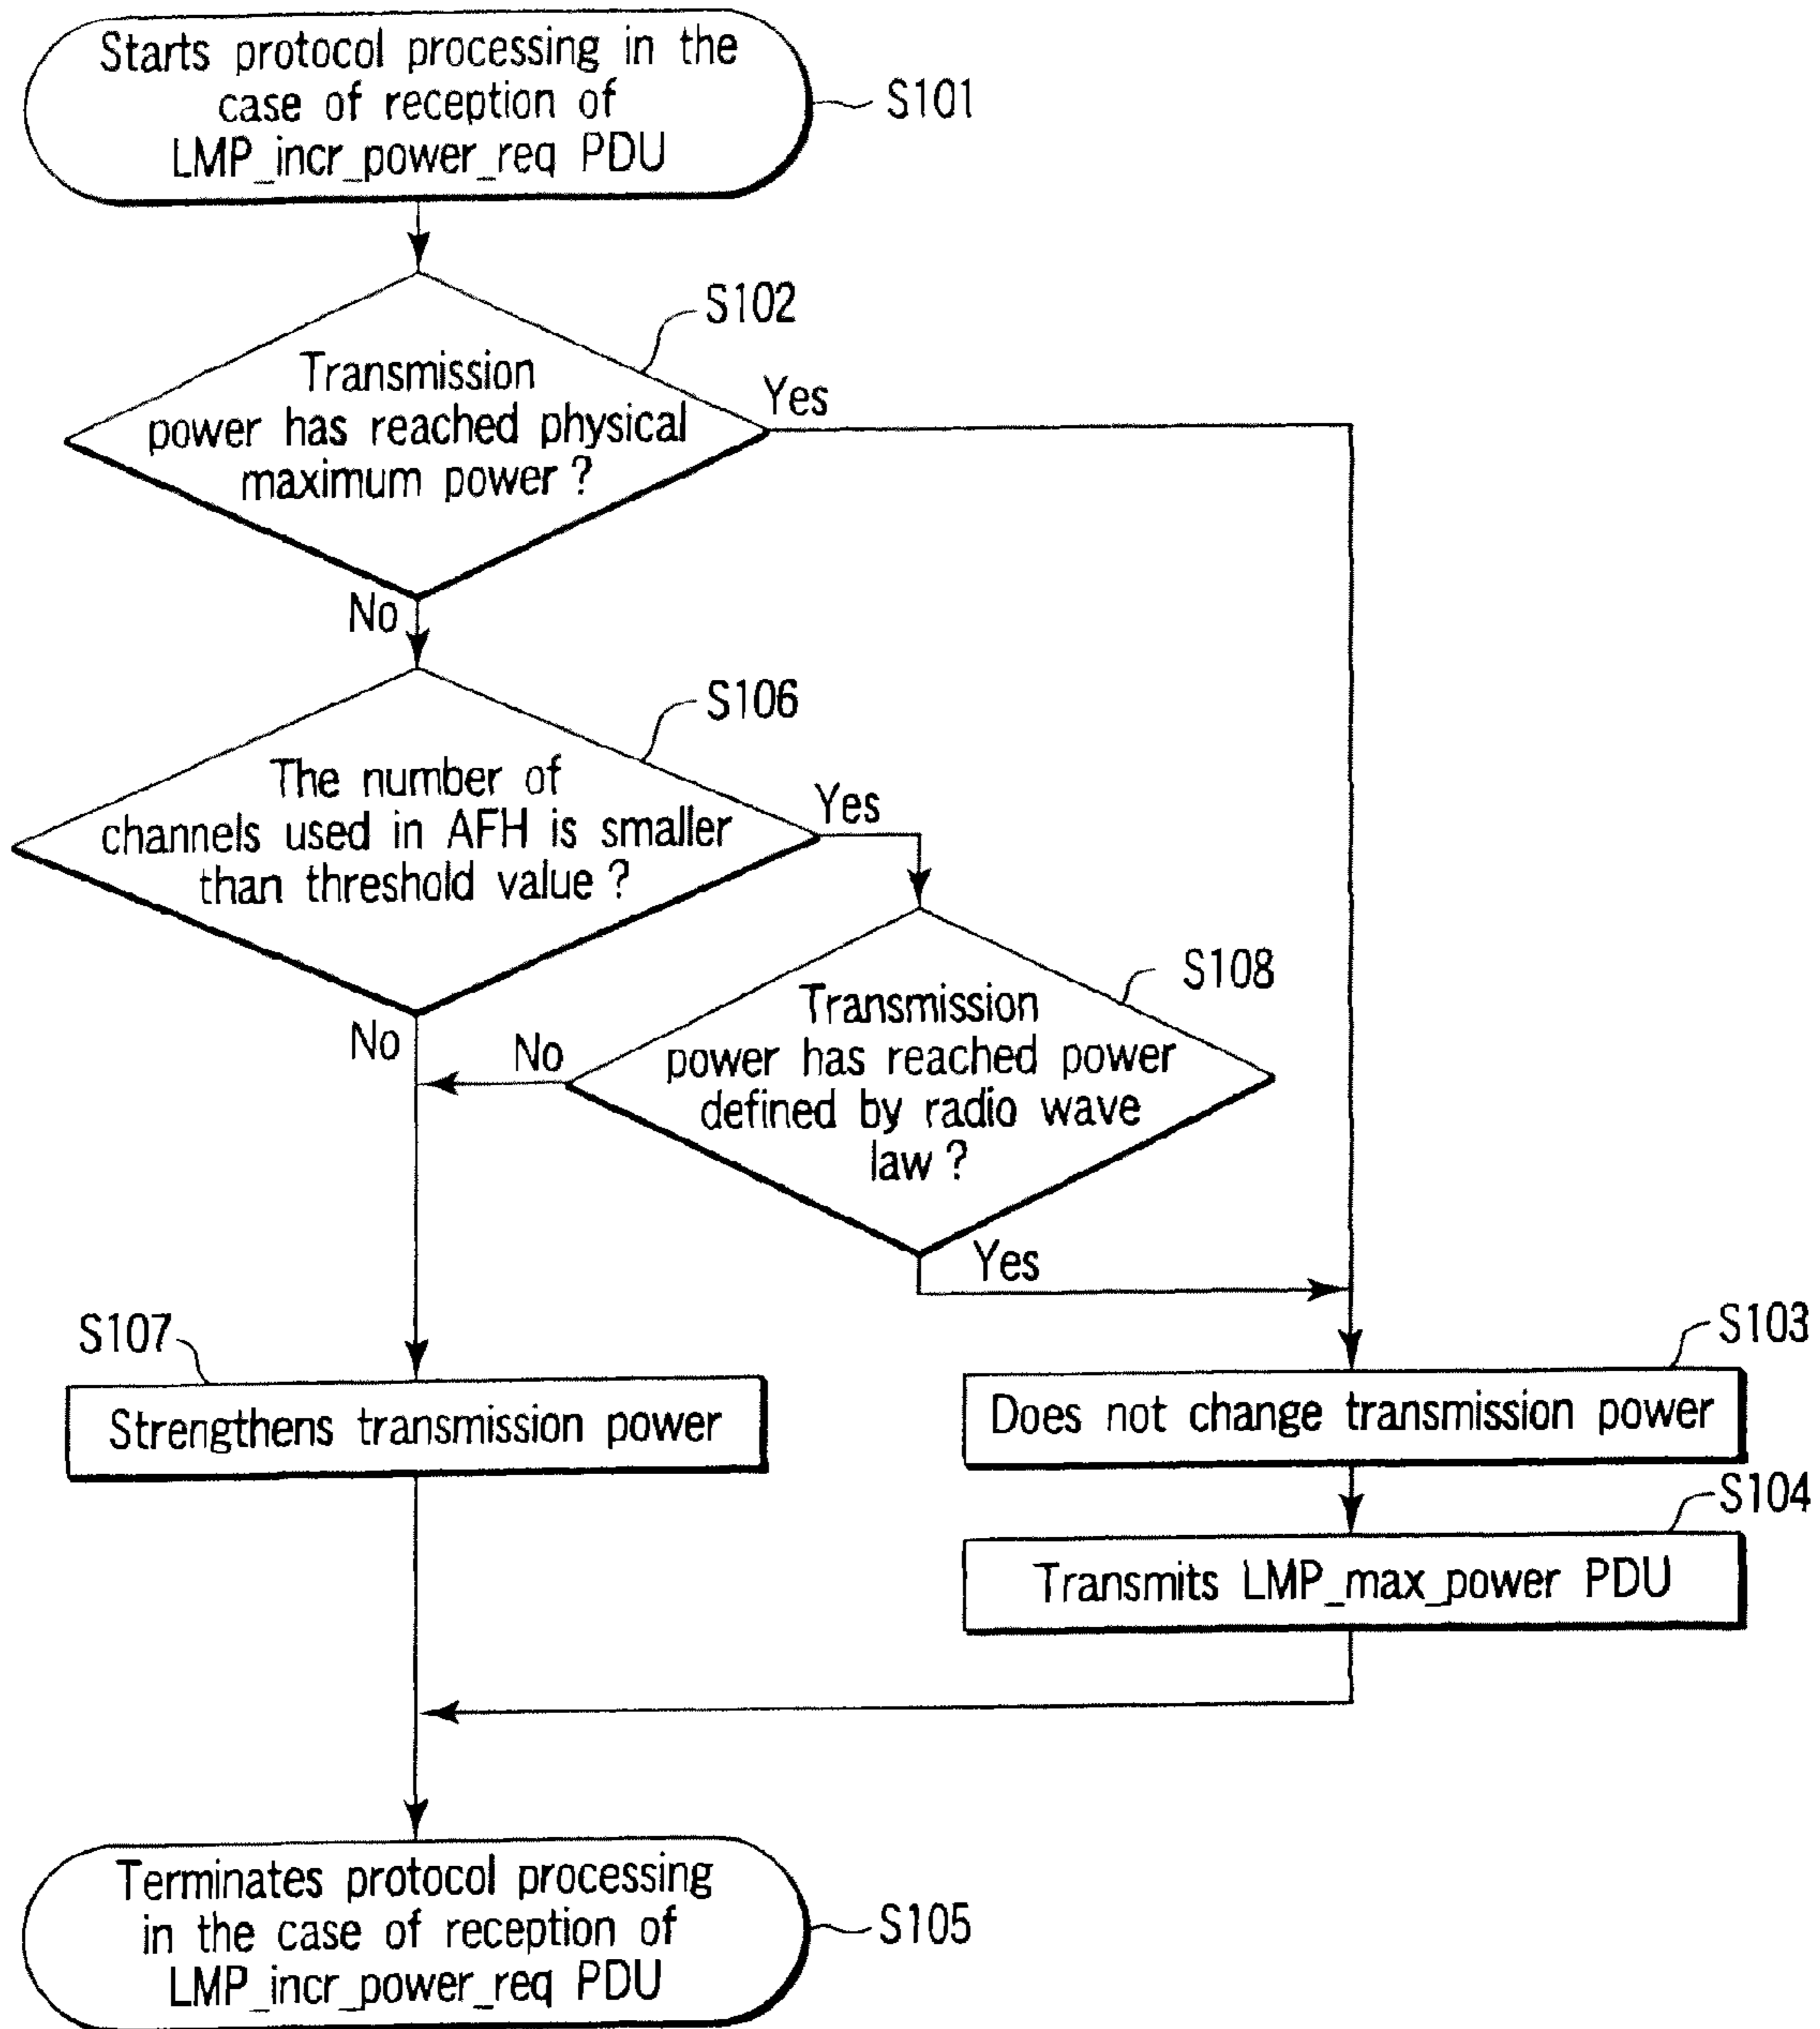 Starts protocol processing in the
case of reception of
LMP_incr_power_req PDU
S101
S102
Transmission
power has reached physical
maximum power ?
Yes
No
S106
The number of
channels used in AFH is smaller
than threshold value ?
Yes
No
S108
Transmission
power has reached power
defined by radio wave
law ?
No
Yes
S107
Strengthens transmission power
S103
Does not change transmission power
S104
Transmits LMP_max_power PDU
Terminates protocol processing
in the case of reception of
LMP_incr_power_req PDU
S105